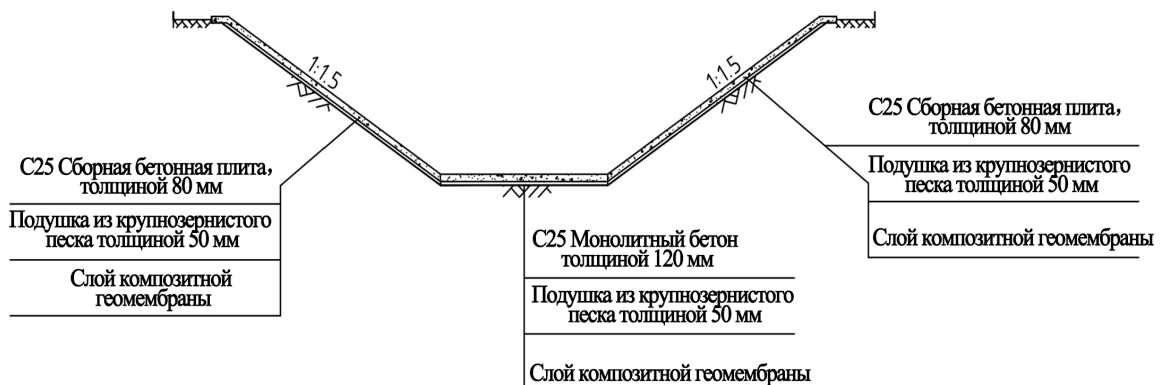 1:1.5
1:1.5
С25 Сборная бетонная плита,
толщиной 80 мм
Подушка из крупнозернистого
песка толщиной 50 мм
Слой композитной
геомембраны
С25 Монолитный бетон
толщиной 120 мм
Подушка из крупнозернистого
песка толщиной 50 мм
Слой композитной геомембраны
С25 Сборная бетонная плита,
толщиной 80 мм
Подушка из крупнозернистого
песка толщиной 50 мм
Слой композитной геомембраны